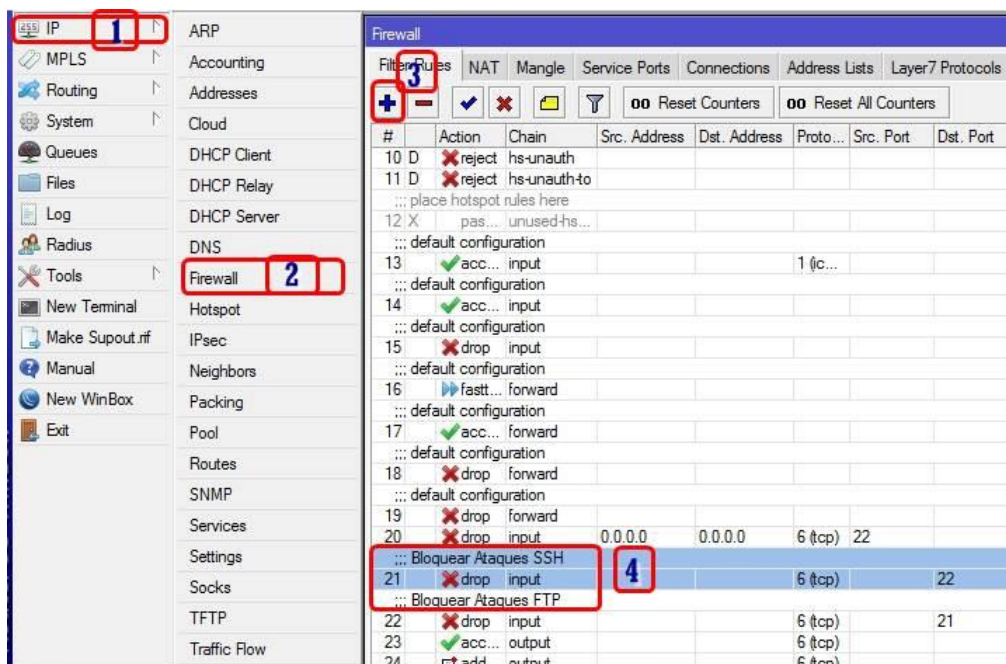 IP 1
MPLS
Routing
System
Queues
Files
Log
Radius
Tools
New Terminal
Make Supout.rif
Manual
New WinBox
Exit
ARP
Accounting
Addresses
Cloud
DHCP Client
DHCP Relay
DHCP Server
DNS
Firewall 2
Hotspot
IPsec
Neighbors
Packing
Pool
Routes
SNMP
Services
Settings
Socks
TFTP
Traffic Flow
Firewall
Filter Rules NAT Mangle Service Ports Connections Address Lists Layer7 Protocols
3
00 Reset Counters 00 Reset All Counters
# Action Chain Src. Address Dst. Address Proto... Src. Port Dst. Port
10 D reject hs-unauth
11 D reject hs-unauth-to
;;; place hotspot rules here
12 X pas... unused-hs...
;;; default configuration
13 acc... input 1 (ic...
;;; default configuration
14 acc... input
;;; default configuration
15 drop input
;;; default configuration
16 fastt... forward
;;; default configuration
17 acc... forward
;;; default configuration
18 drop forward
;;; default configuration
19 drop forward
20 drop input 0.0.0.0 0.0.0.0 6 (tcp) 22
;;; Bloquear Ataques SSH
4
21 drop input 6 (tcp) 22
;;; Bloquear Ataques FTP
22 drop input 6 (tcp) 21
23 acc... output 6 (tcp)
24 add... output 6 (tcp)